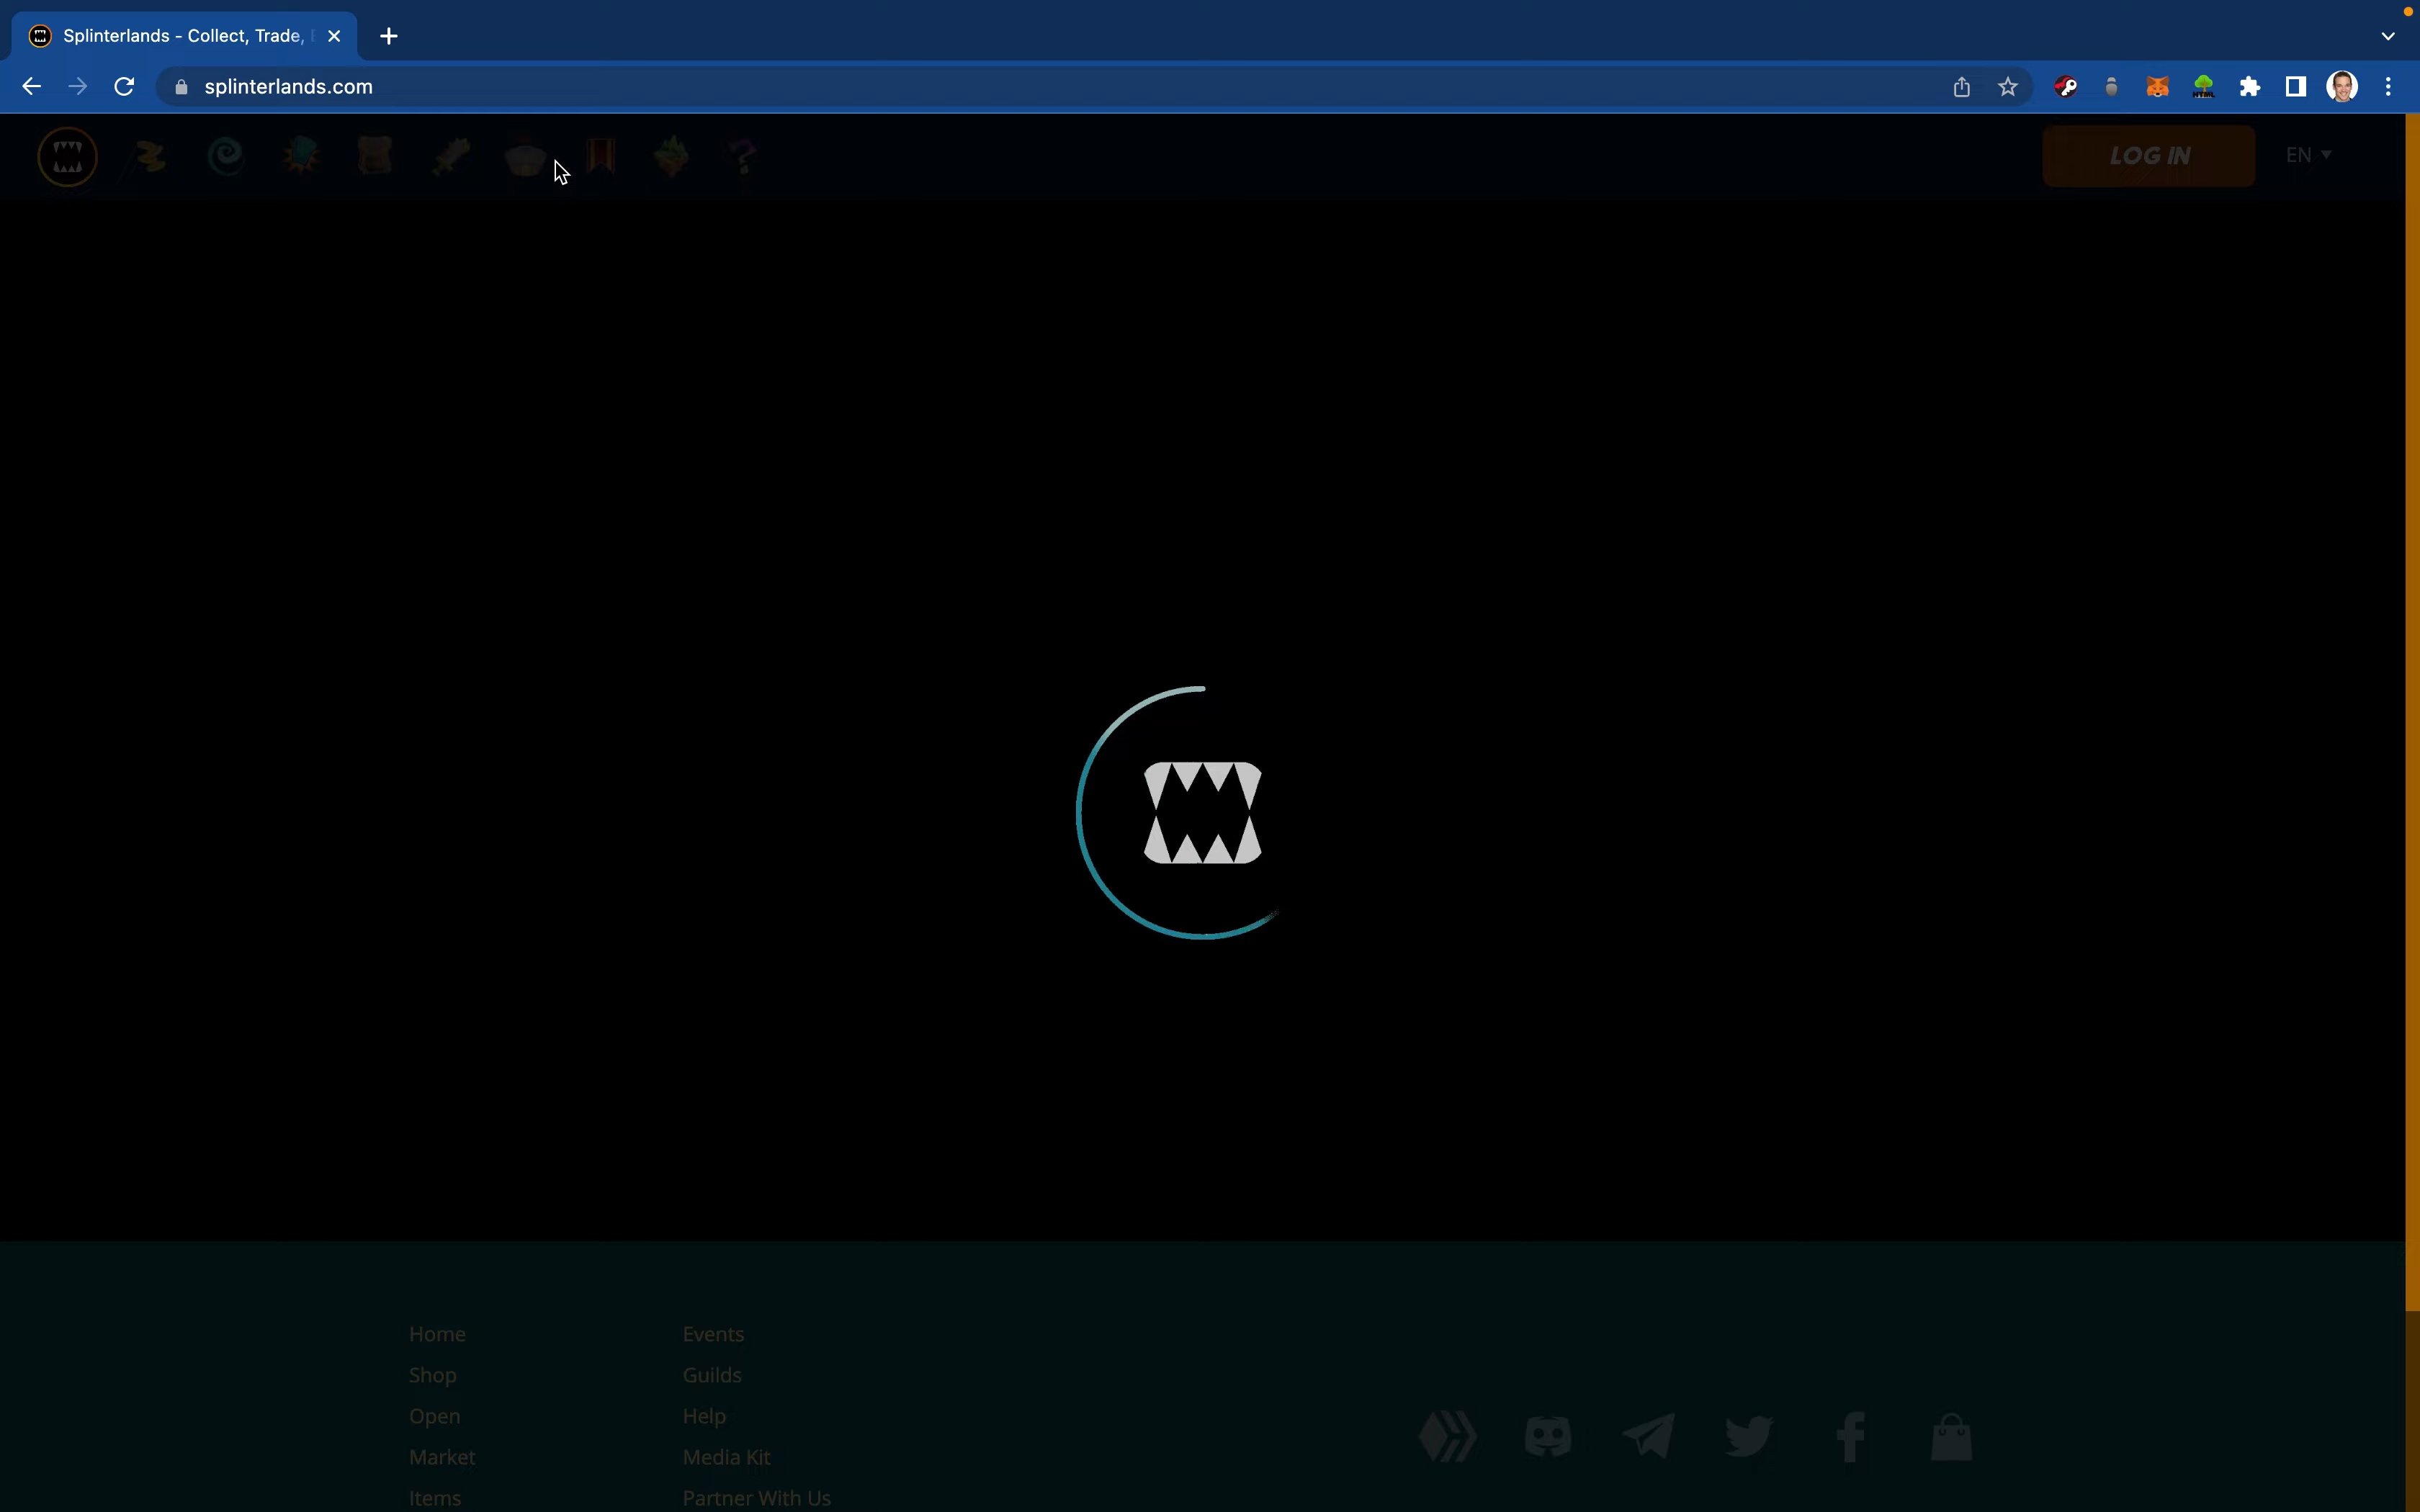 Splinterlands - Collect, Trade,
splinterlands.com
HTML
LOG IN
EN
Home
Shop
Open
Market
Items
Events
Guilds
Help
Media Kit
Partner With Us